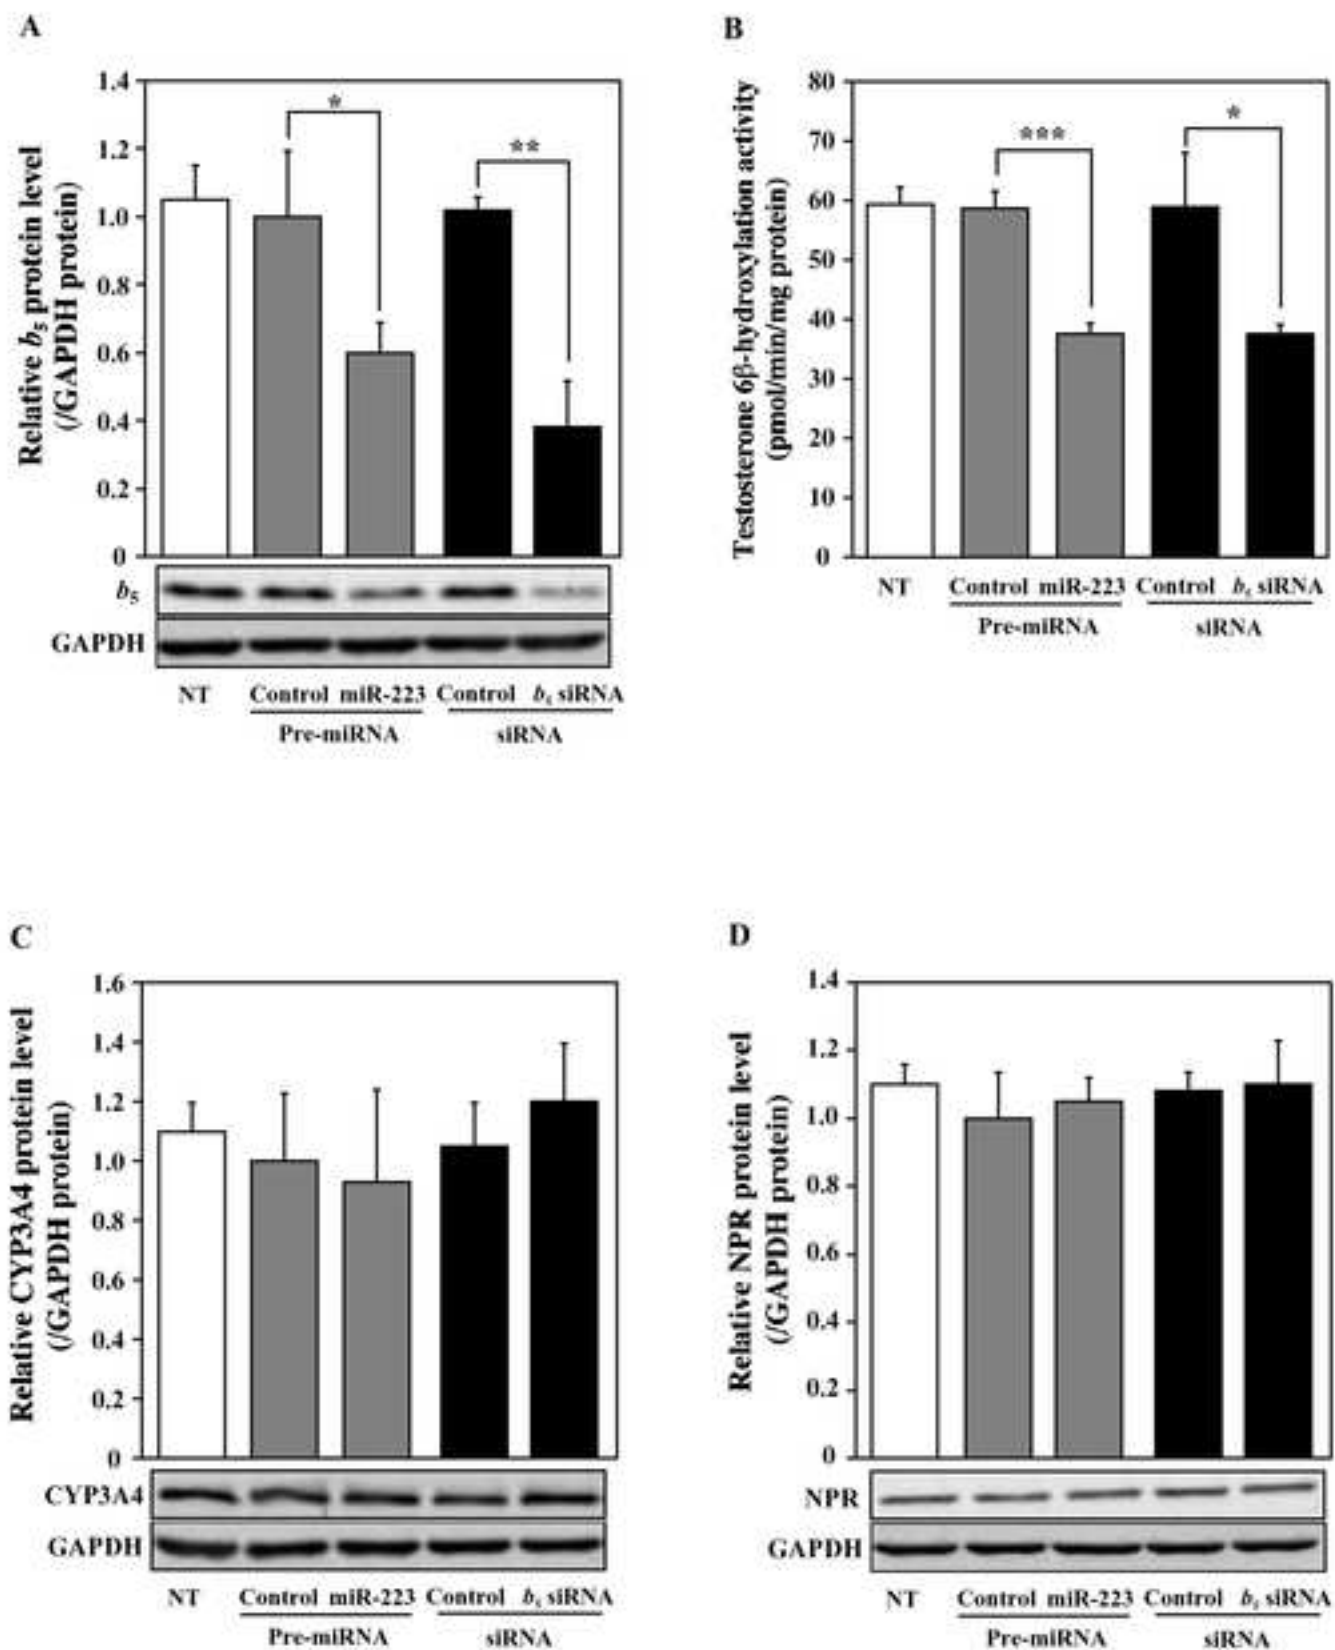 A
Relative b5 protein level
(/GAPDH protein)
1.4
1.2
1.0
0.8
0.6
0.4
0.2
0
*
**
b5
GAPDH
NT Control miR-223 Control b5 siRNA
Pre-miRNA siRNA
B
Testosterone 6β-hydroxylation activity
(pmol/min/mg protein)
80
70
60
50
40
30
20
10
0
***
*
NT Control miR-223 Control b5 siRNA
Pre-miRNA siRNA
C
Relative CYP3A4 protein level
(/GAPDH protein)
1.6
1.4
1.2
1.0
0.8
0.6
0.4
0.2
0
CYP3A4
GAPDH
NT Control miR-223 Control b5 siRNA
Pre-miRNA siRNA
D
Relative NPR protein level
(/GAPDH protein)
1.4
1.2
1.0
0.8
0.6
0.4
0.2
0
NPR
GAPDH
NT Control miR-223 Control b5 siRNA
Pre-miRNA siRNA